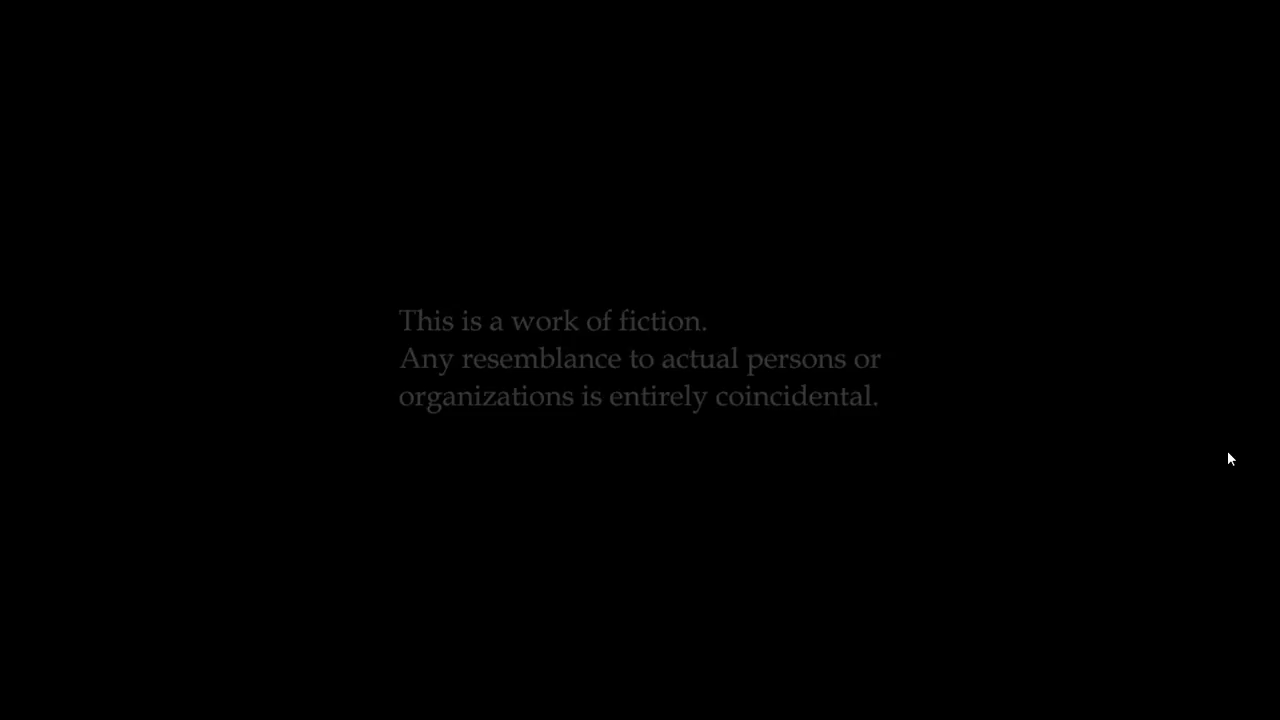 This is a work of fiction.
Any resemblance to actual persons or
organizations is entirely coincidental.